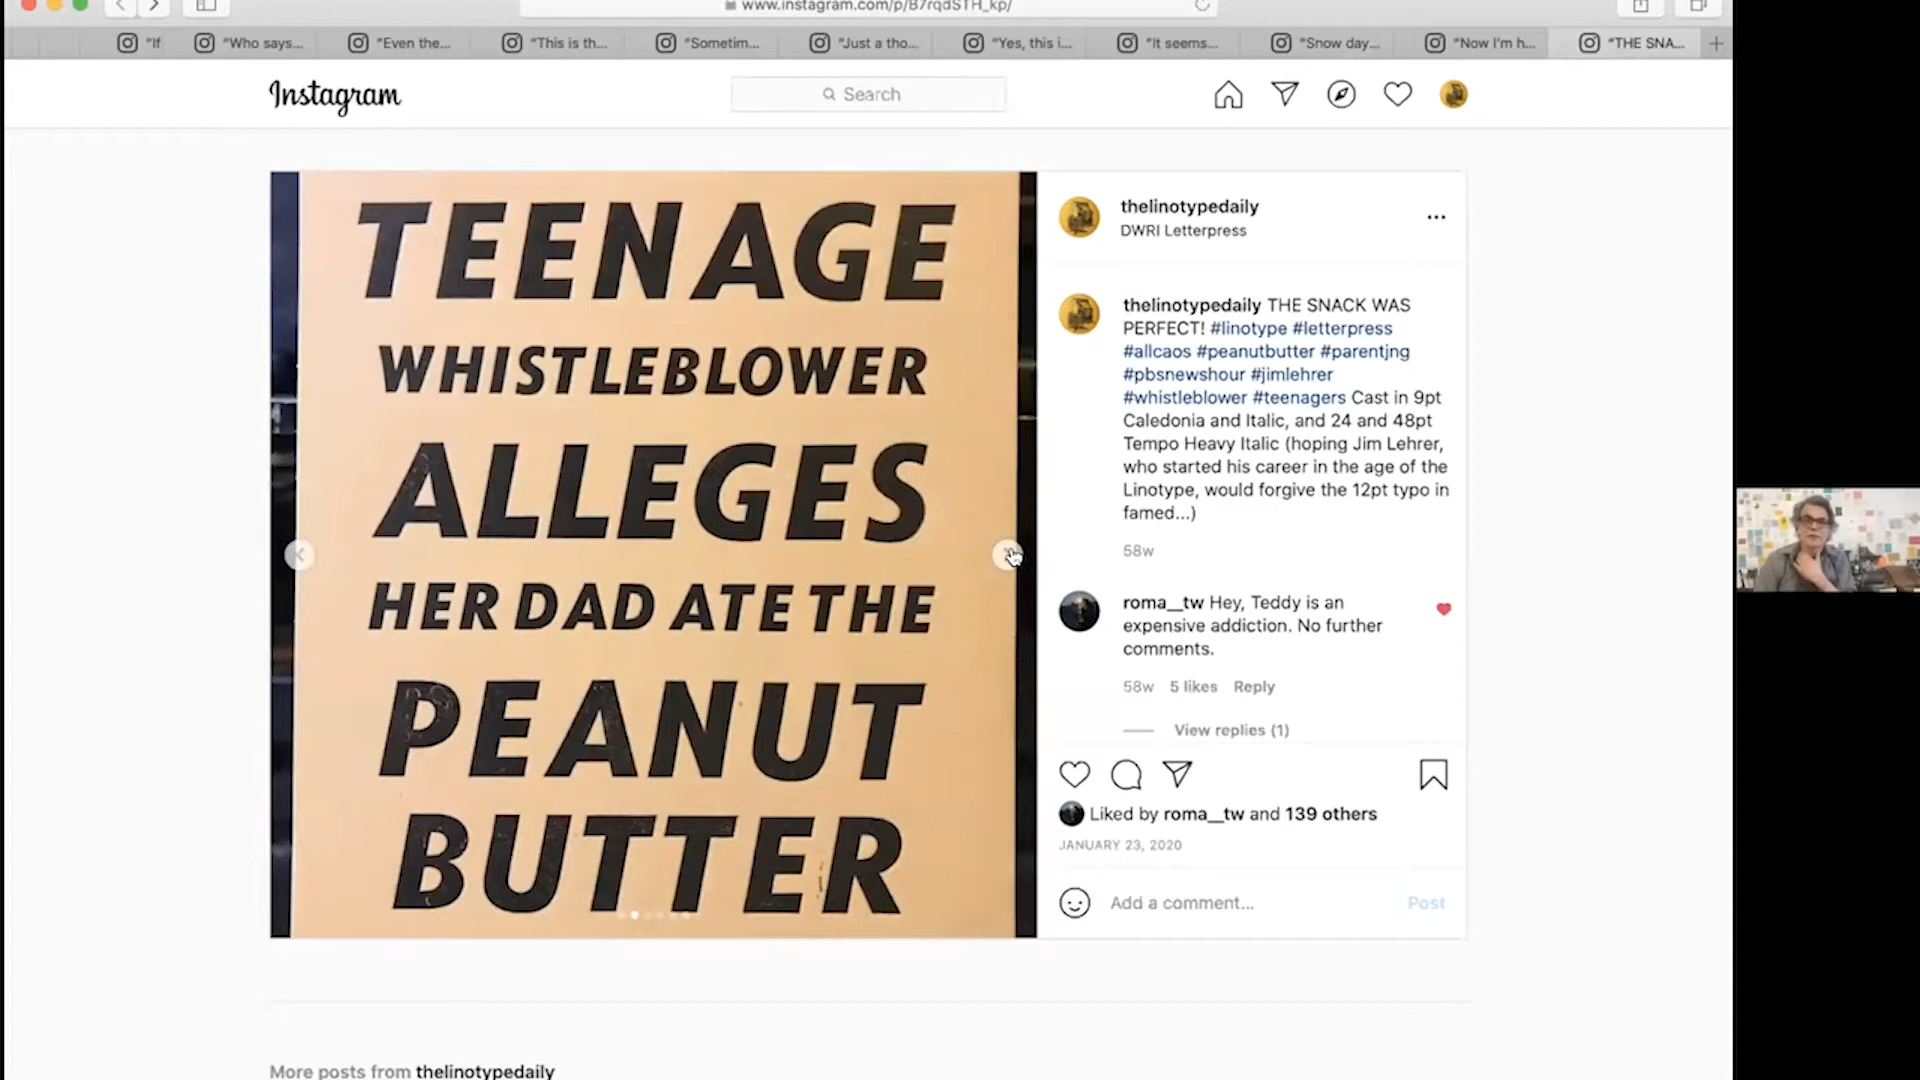 www.instagram.com/p/B7rqdSTH_kp/
"If
"Who says...
"Even the...
"This is th...
"Sometim...
"Just a tho...
"Yes, this i...
"It seems...
"Snow day...
"Now I'm h...
"THE SNA...
Instagram
Search
TEENAGE
WHISTLEBLOWER
ALLEGES
HER DAD ATE THE
PEANUT
BUTTER
thelinotypedaily
DWRI Letterpress
thelinotypedaily THE SNACK WAS
PERFECT! #linotype #letterpress
#allcaos #peanutbutter #parentjng
#pbsnewshour #jimlehrer
#whistleblower #teenagers Cast in 9pt
Caledonia and Italic, and 24 and 48pt
Tempo Heavy Italic (hoping Jim Lehrer,
who started his career in the age of the
Linotype, would forgive the 12pt typo in
famed...)
58w
roma__tw Hey, Teddy is an
expensive addiction. No further
comments.
58w 5 likes Reply
View replies (1)
Liked by roma__tw and 139 others
JANUARY 23, 2020
Add a comment... Post
More posts from thelinotypedaily